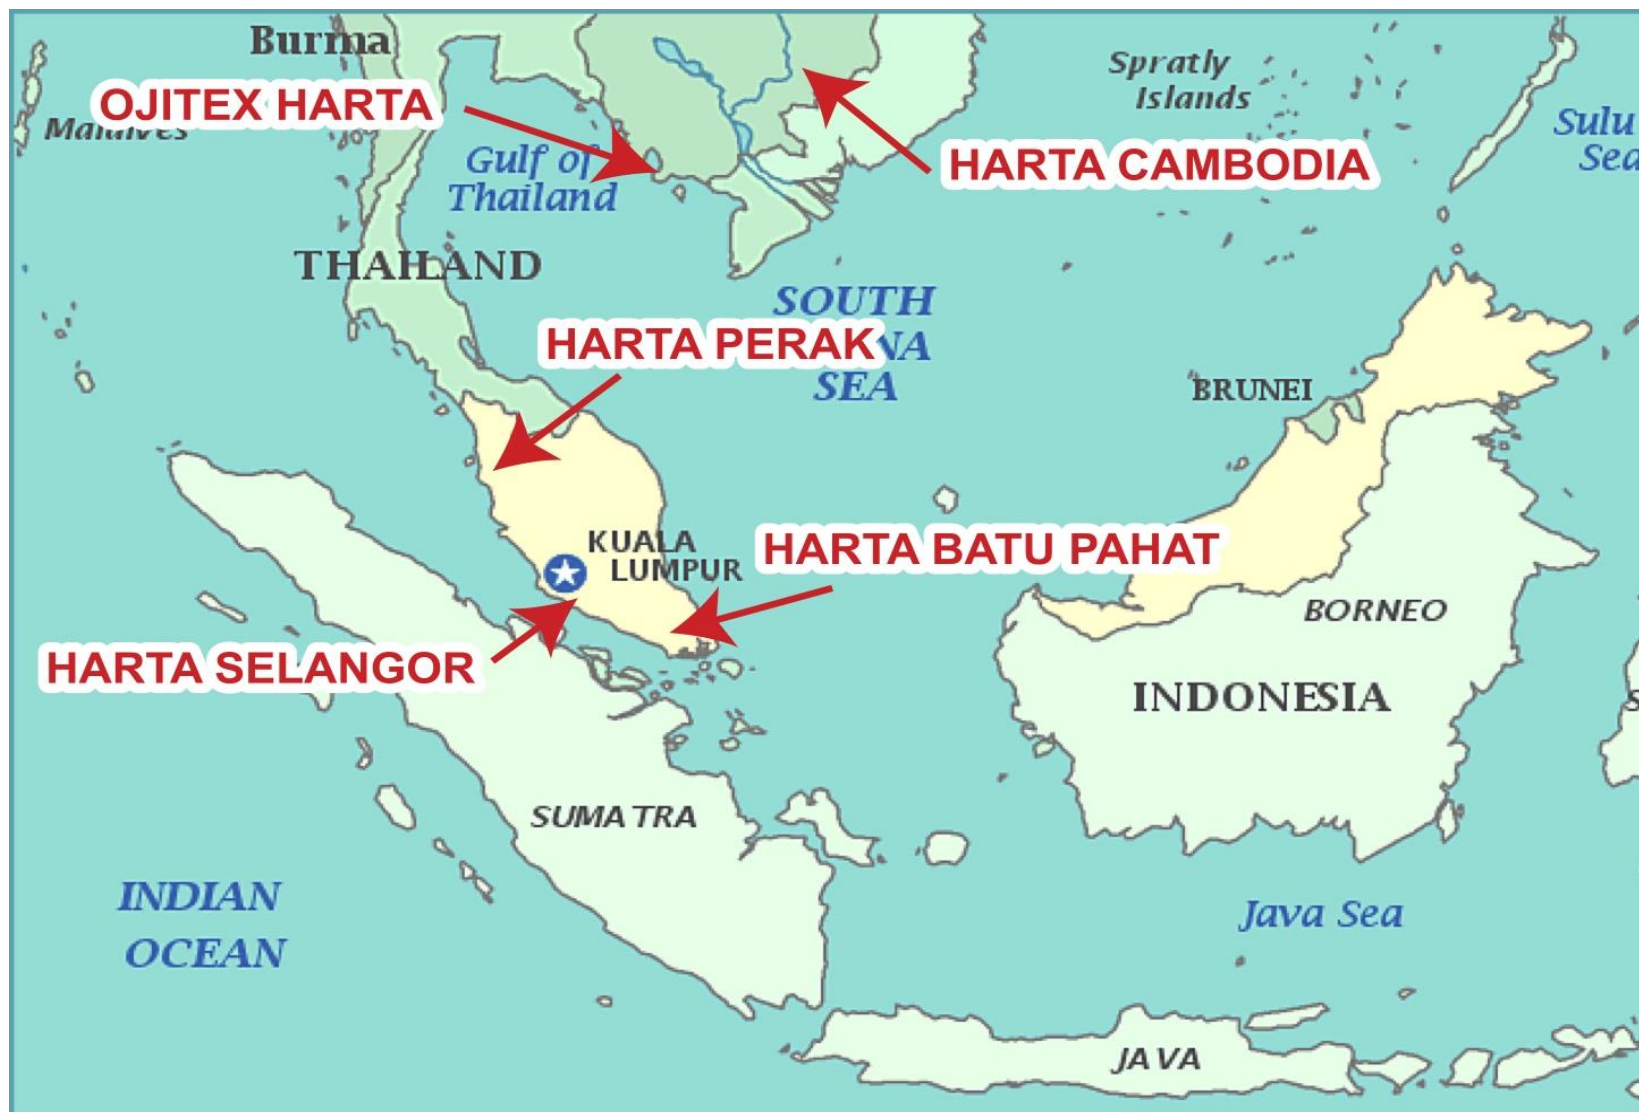 Burma
OJITEX HARTA
Maldives
Gulf of
Thailand
Spratly
Islands
Sulu
Sea
HARTA CAMBODIA
THAILAND
SOUTH
NA
SEA
HARTA PERAK
BRUNEI
KUALA
LUMPUR
HARTA BATU PAHAT
HARTA SELANGOR
BORNEO
INDONESIA
S
SUMATRA
INDIAN
OCEAN
Java Sea
JAVA